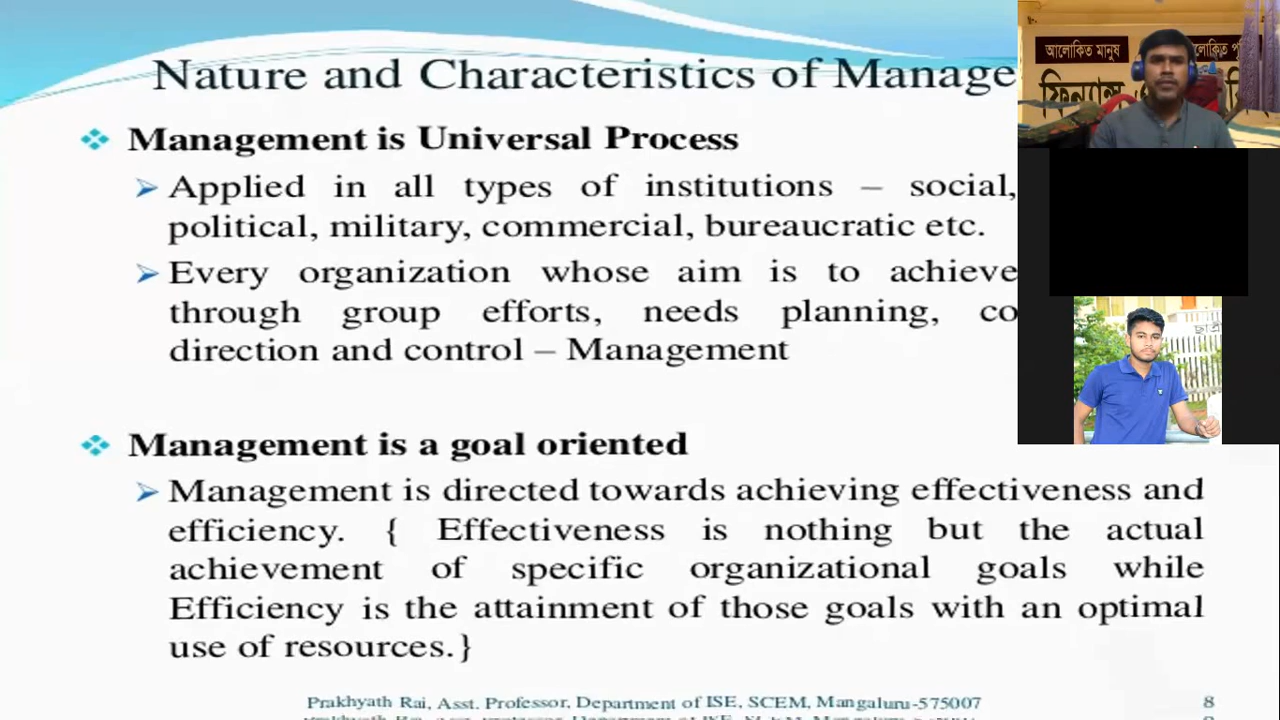 Nature and Characteristics of Manage
Management is Universal Process
Applied in all types of institutions – social,
political, military, commercial, bureaucratic etc.
Every organization whose aim is to achieve
through group efforts, needs planning, co
direction and control – Management
Management is a goal oriented
Management is directed towards achieving effectiveness and
efficiency. { Effectiveness is nothing but the actual
achievement of specific organizational goals while
Efficiency is the attainment of those goals with an optimal
use of resources.}
Prakhyath Rai, Asst. Professor, Department of ISE, SCEM, Mangaluru-575007
8
আলোকিত মানুষ